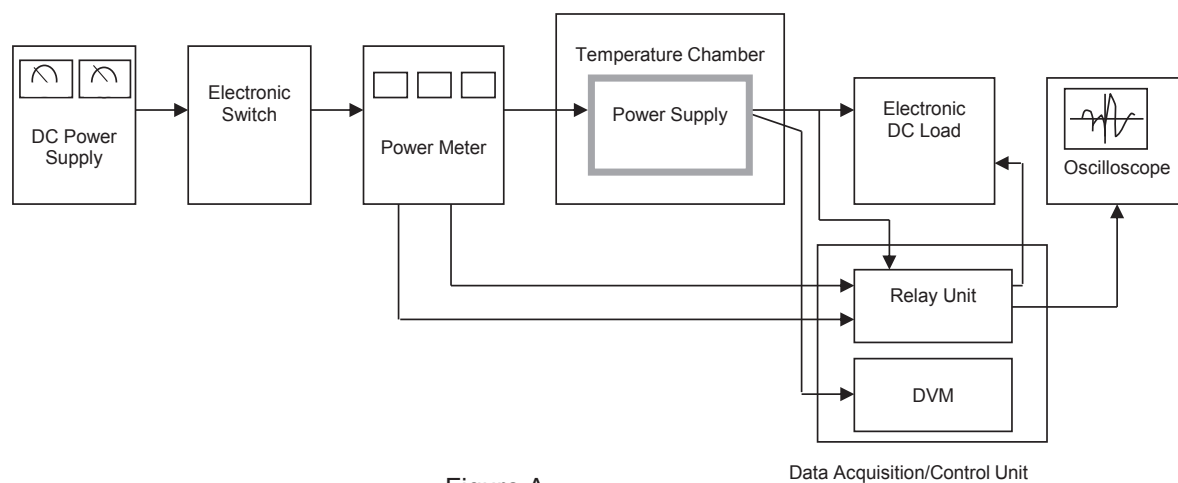 DC Power
Supply
Electronic
Switch
Power Meter
Temperature Chamber
Power Supply
Electronic
DC Load
Oscilloscope
Relay Unit
DVM
Data Acquisition/Control Unit
Figure A